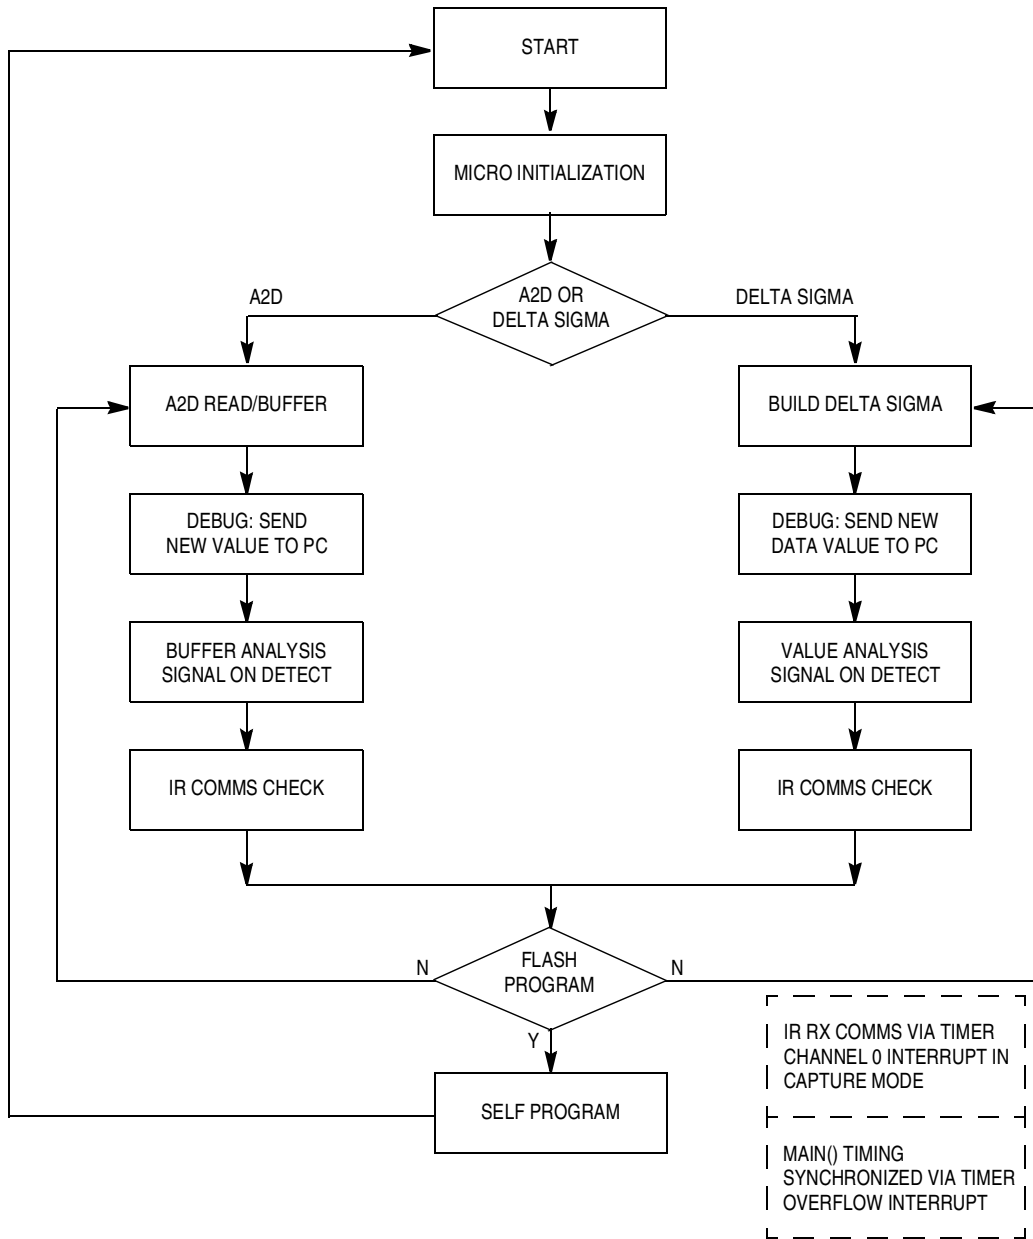 START
MICRO INITIALIZATION
A2D OR
DELTA SIGMA
A2D
DELTA SIGMA
A2D READ/BUFFER
BUILD DELTA SIGMA
DEBUG: SEND
NEW VALUE TO PC
DEBUG: SEND NEW
DATA VALUE TO PC
BUFFER ANALYSIS
SIGNAL ON DETECT
VALUE ANALYSIS
SIGNAL ON DETECT
IR COMMS CHECK
IR COMMS CHECK
FLASH
PROGRAM
N
N
Y
SELF PROGRAM
IR RX COMMS VIA TIMER
CHANNEL 0 INTERRUPT IN
CAPTURE MODE
MAIN() TIMING
SYNCHRONIZED VIA TIMER
OVERFLOW INTERRUPT